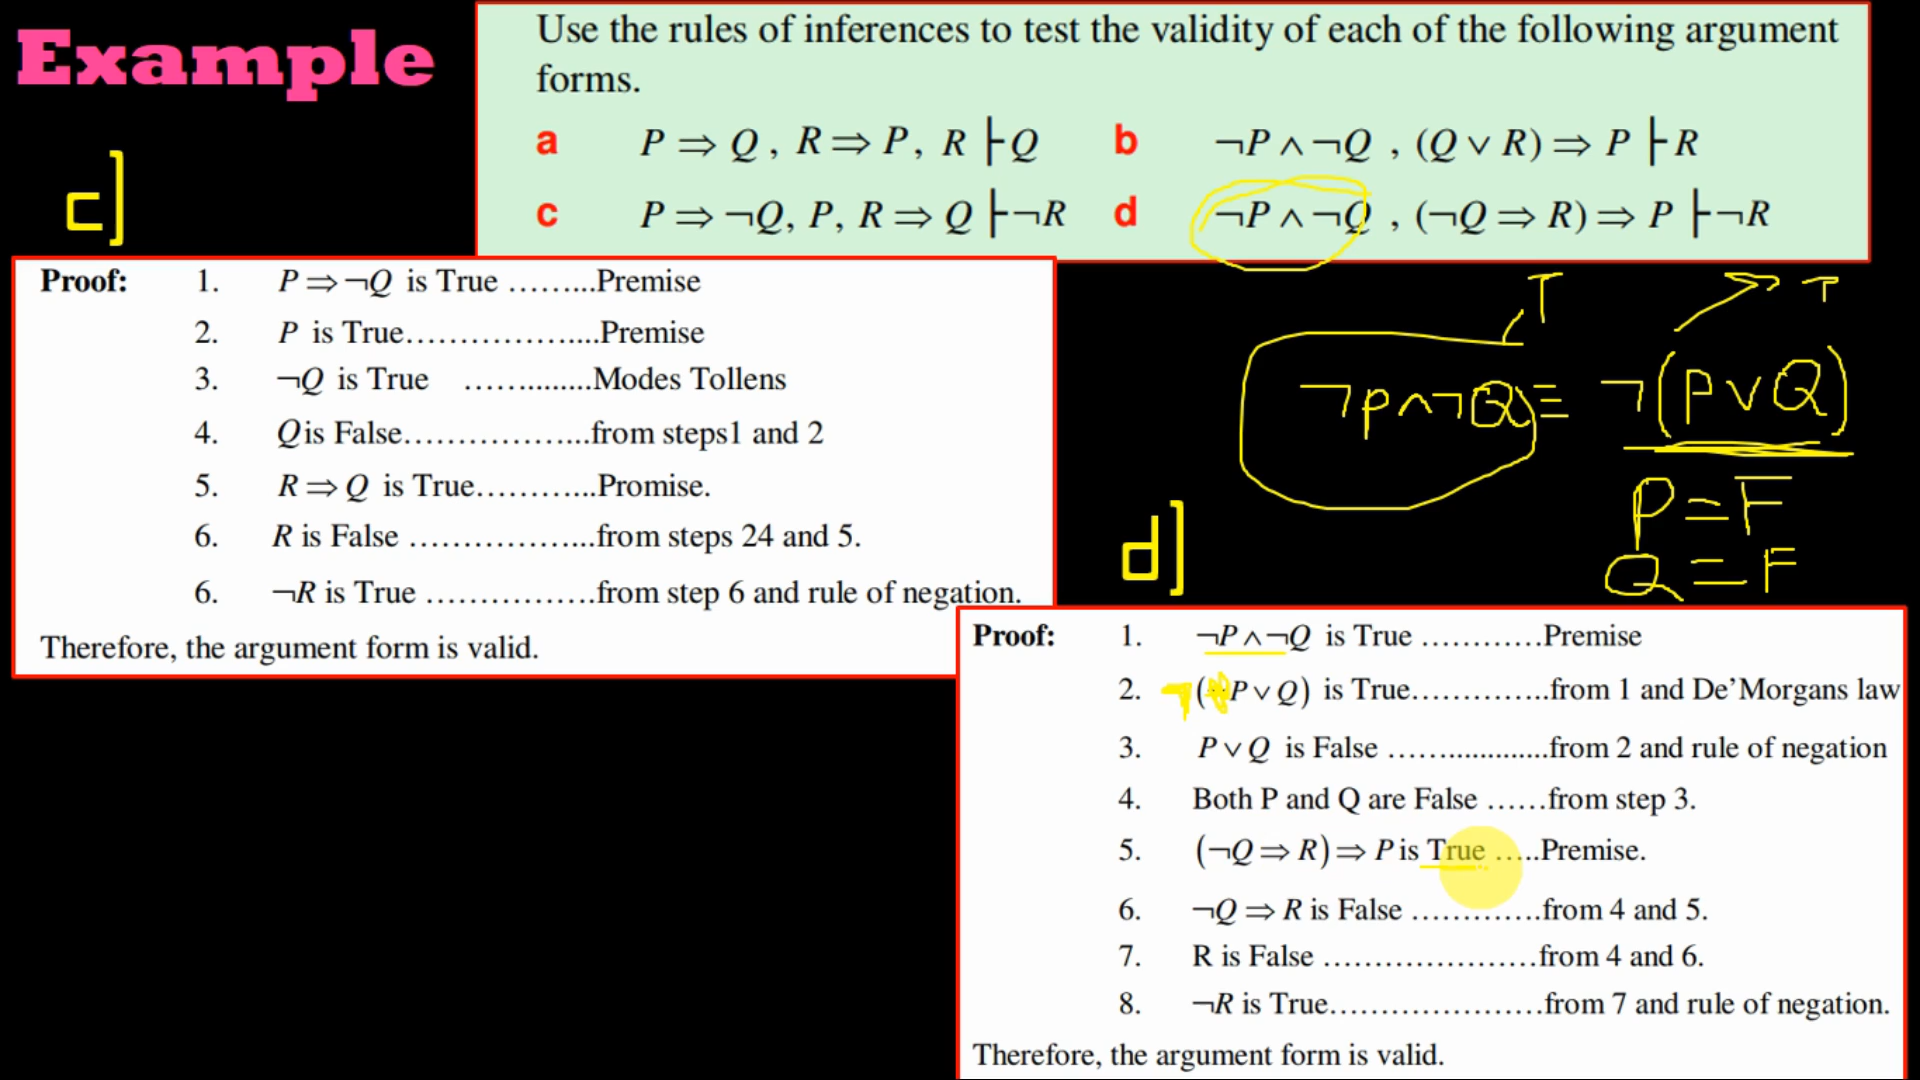 Example
Use the rules of inferences to test the validity of each of the following argument
forms.
a P ⇒ Q , R ⇒ P, R ├ Q b ¬P ∧ ¬Q , (Q ∨ R) ⇒ P ├ R
c P ⇒ ¬Q, P, R ⇒ Q ├ ¬R d ¬P ∧ ¬Q , (¬Q ⇒ R) ⇒ P ├ ¬R
c]
Proof: 1. P ⇒ ¬Q is True .........Premise
2. P is True.....................Premise
3. ¬Q is True ..............Modes Tollens
4. Q is False.....................from steps1 and 2
5. R ⇒ Q is True.............Promise.
6. R is False .....................from steps 24 and 5.
6. ¬R is True ...................from step 6 and rule of negation.
Therefore, the argument form is valid.
T T
¬p∧¬Q ≡ ¬(P∨Q)
P = F
Q = F
d]
Proof: 1. ¬P ∧ ¬Q is True ............Premise
2. ¬(P ∨ Q) is True...............from 1 and De’Morgans law
3. P ∨ Q is False ...................from 2 and rule of negation
4. Both P and Q are False ......from step 3.
5. (¬Q ⇒ R) ⇒ P is True .....Premise.
6. ¬Q ⇒ R is False .............from 4 and 5.
7. R is False ........................from 4 and 6.
8. ¬R is True........................from 7 and rule of negation.
Therefore, the argument form is valid.